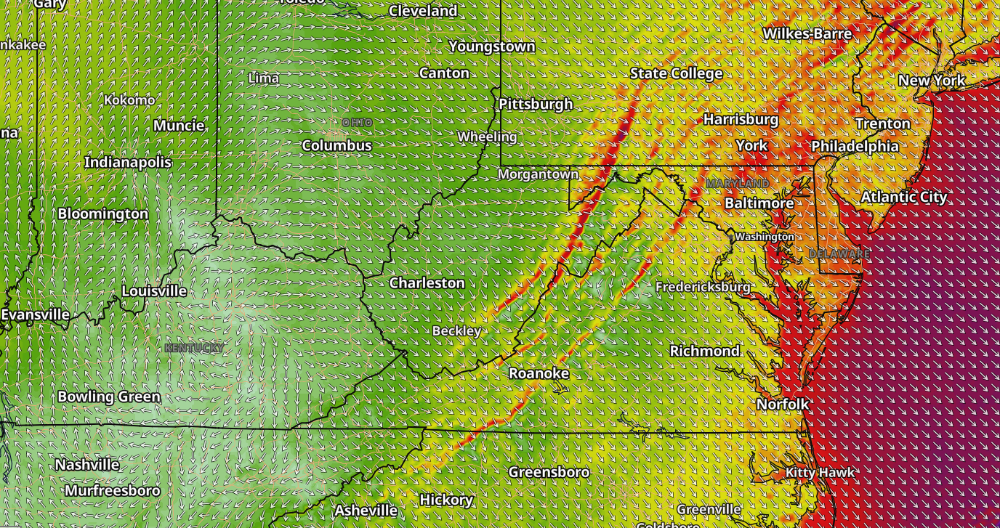 Gary
Toledo
Cleveland
Wilkes-Barre
nkakee
Youngstown
Lima
Canton
State College
New York
Kokomo
Pittsburgh
Muncie
OHIO
Harrisburg
Trenton
na
Wheeling
Columbus
York
Philadelphia
Indianapolis
Morgantown
MARYLAND
Bloomington
Baltimore
Atlantic City
Washington
DELAWARE
Louisville
Charleston
Fredericksburg
Evansville
Beckley
KENTUCKY
Richmond
Roanoke
Bowling Green
Norfolk
Nashville
Greensboro
Kitty Hawk
Murfreesboro
Hickory
Asheville
Greenville
Goldsboro